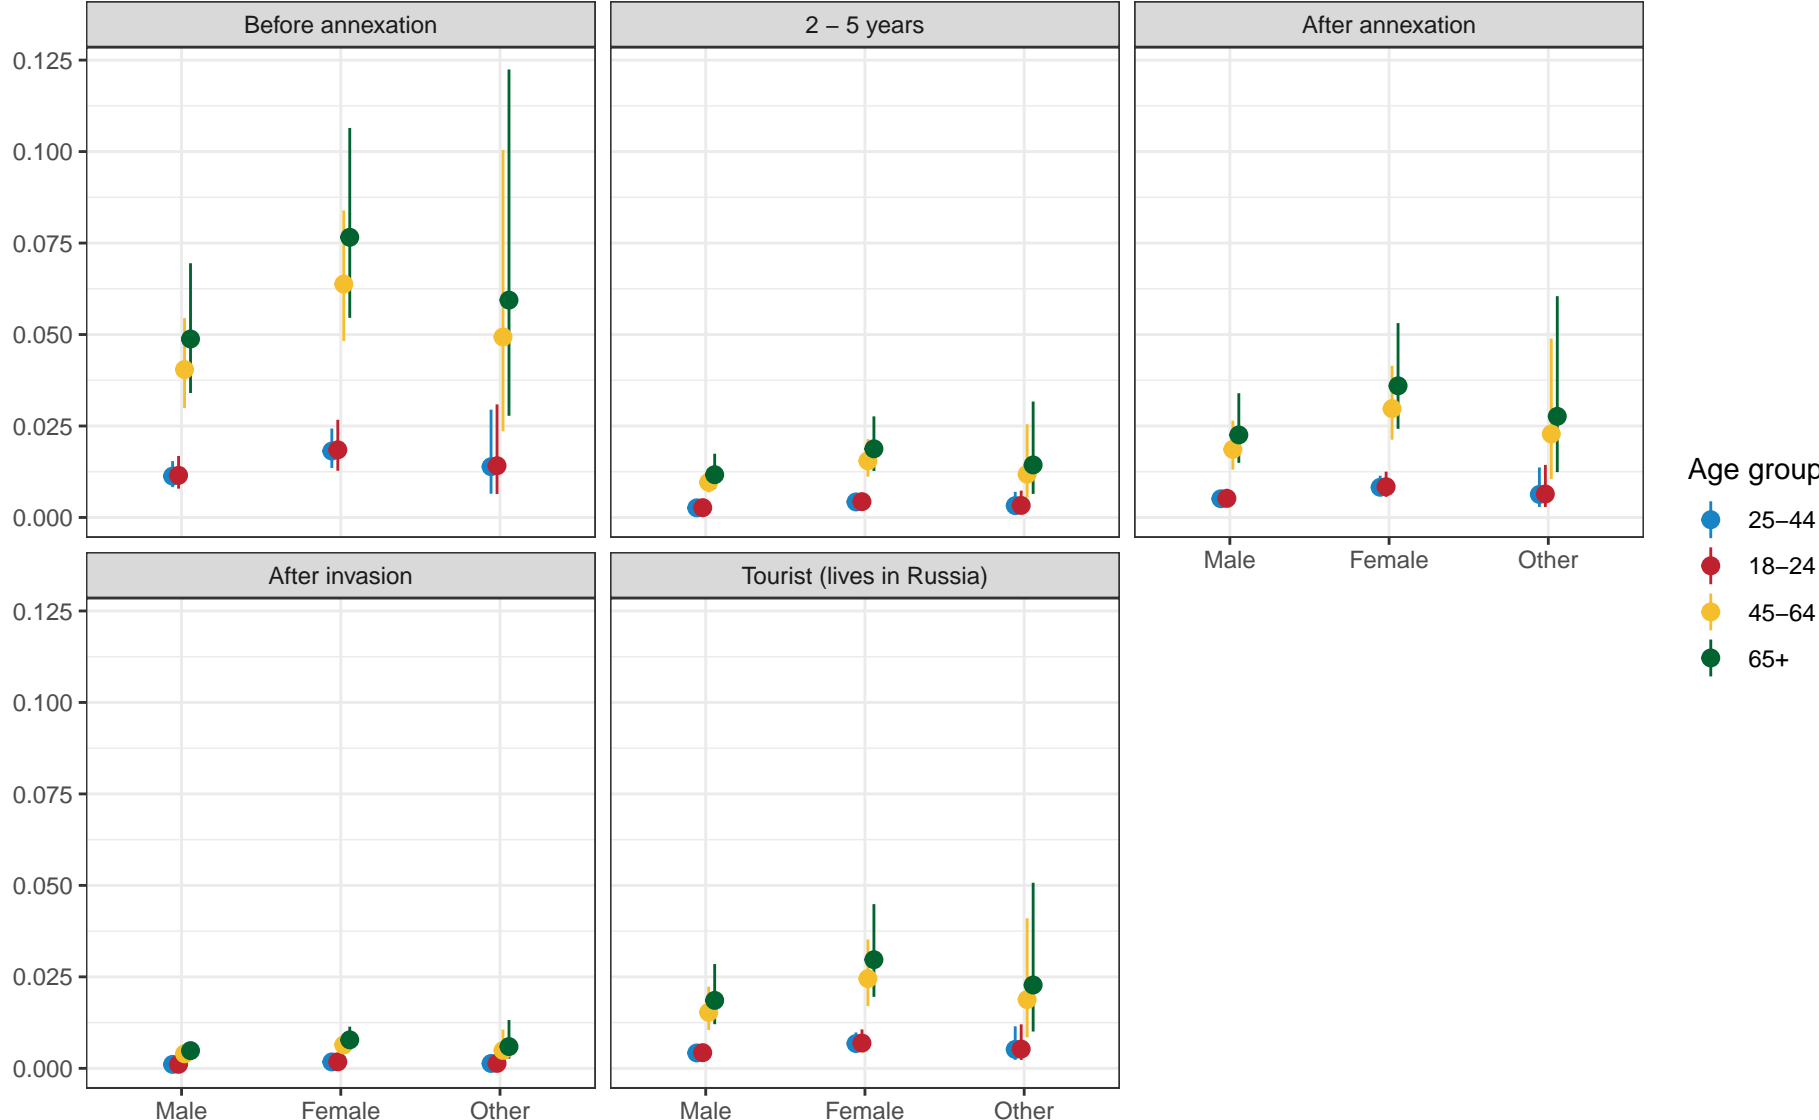 Before annexation
2 – 5 years
After annexation
0.125
0.100
0.075
0.050
0.025
0.000
Male Female Other
After invasion
Tourist (lives in Russia)
0.125
0.100
0.075
0.050
0.025
0.000
Male Female Other
Male Female Other
Age group
25–44
18–24
45–64
65+